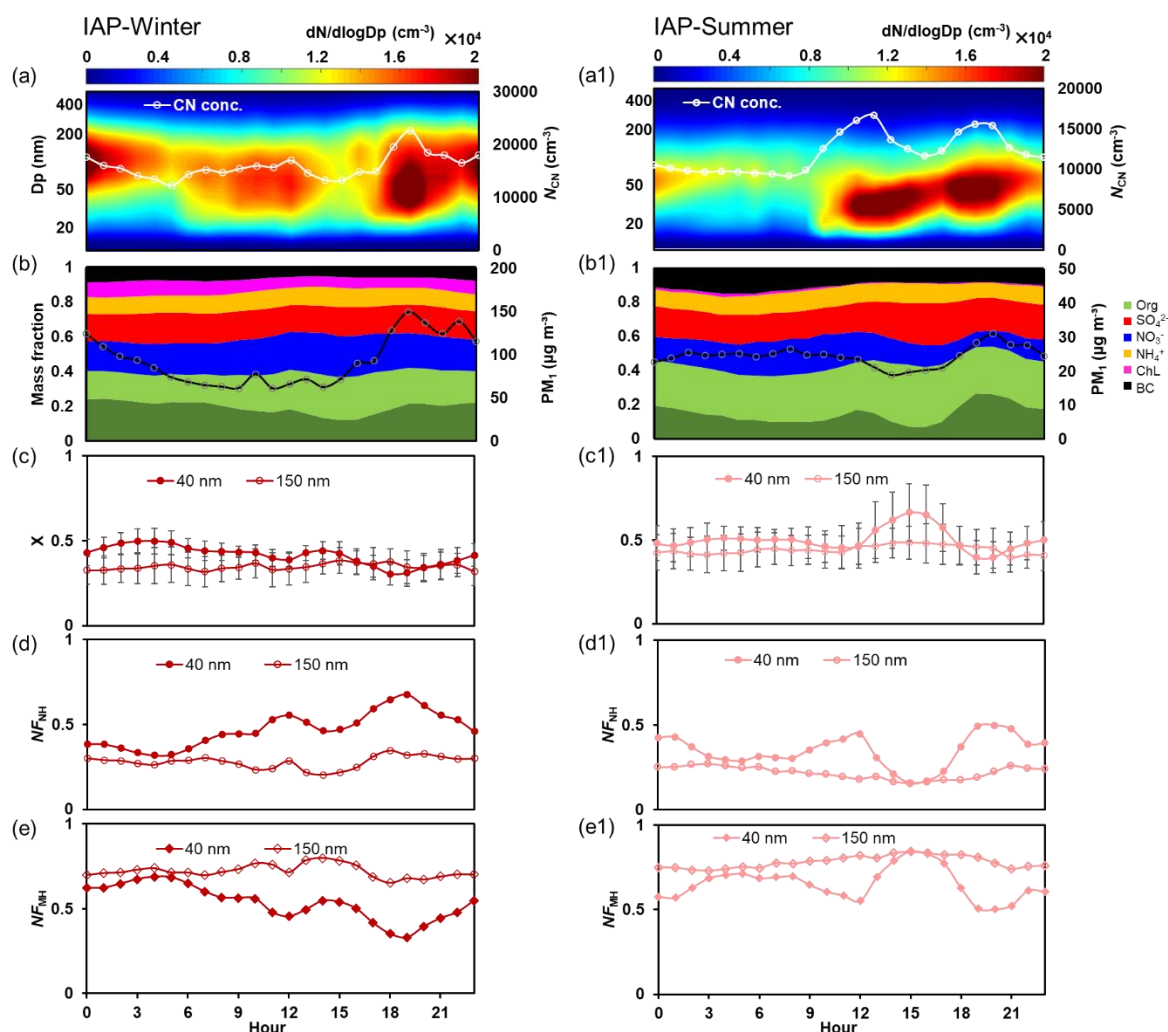 IAP-Winter
dN/dlogDp (cm⁻³) ×10⁴
0 0.4 0.8 1.2 1.6 2
(a)
CN conc.
Dp (nm)
400
200
50
20
30000
20000
10000
0
N_CN (cm⁻³)
(b)
Mass fraction
1
0.8
0.6
0.4
0.2
0
200
150
100
50
0
PM₁ (µg m⁻³)
(c)
40 nm 150 nm
X
1
0.5
0
(d)
40 nm 150 nm
NF_NH
1
0.5
0
(e)
40 nm 150 nm
NF_MH
1
0.5
0
0 3 6 9 12 15 18 21
Hour
IAP-Summer
dN/dlogDp (cm⁻³) ×10⁴
0 0.4 0.8 1.2 1.6 2
(a1)
CN conc.
Dp (nm)
400
200
50
20
20000
15000
10000
5000
0
N_CN (cm⁻³)
(b1)
Mass fraction
1
0.8
0.6
0.4
0.2
0
50
40
30
20
10
0
PM₁ (µg m⁻³)
Org
SO₄²⁻
NO₃⁻
NH₄⁺
ChL
BC
(c1)
40 nm 150 nm
X
1
0.5
0
(d1)
40 nm 150 nm
NF_NH
1
0.5
0
(e1)
40 nm 150 nm
NF_MH
1
0.5
0
0 3 6 9 12 15 18 21
Hour